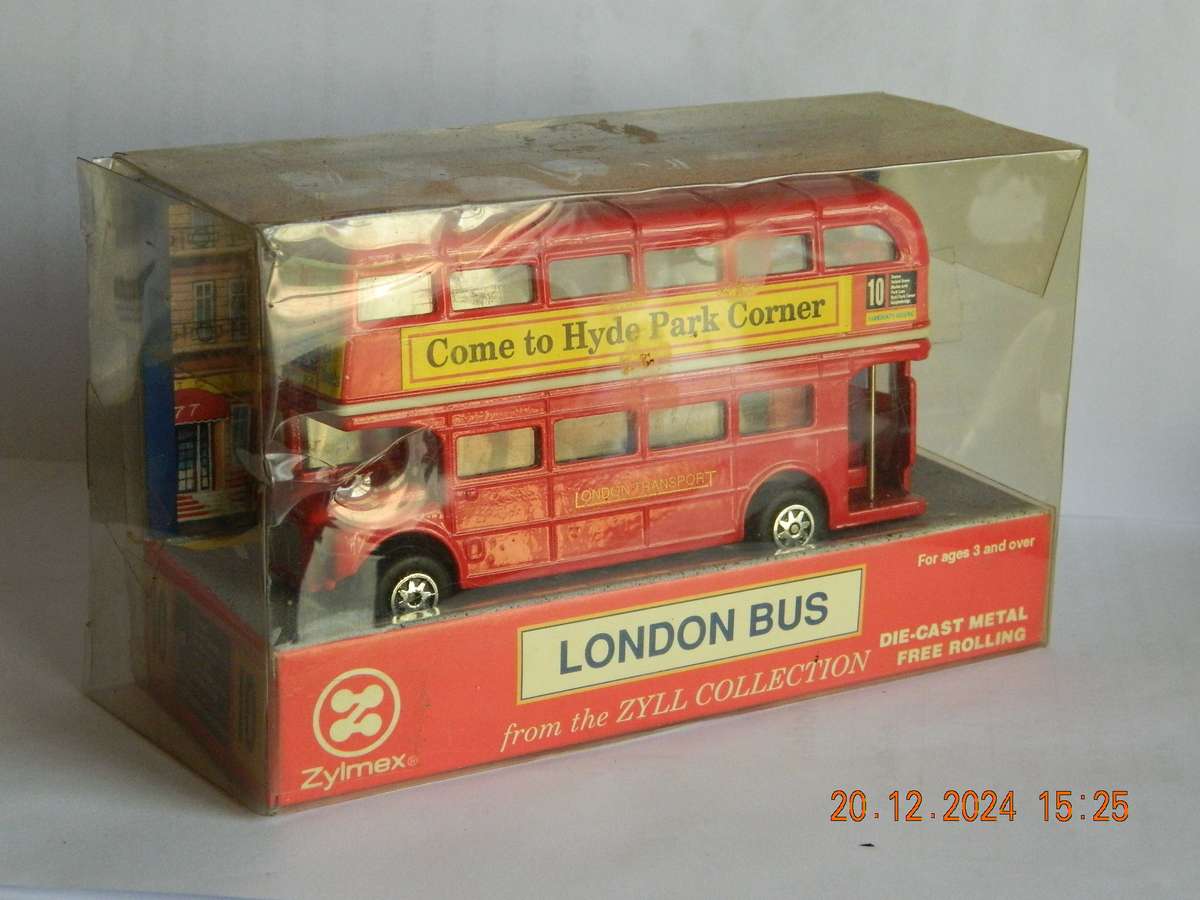 77
10
Come to Hyde Park Corner
LONDON TRANSPORT
For ages 3 and over
LONDON BUS
DIE-CAST METAL
FREE ROLLING
from the ZYLL COLLECTION
Zylmex®
20.12.2024 15:25